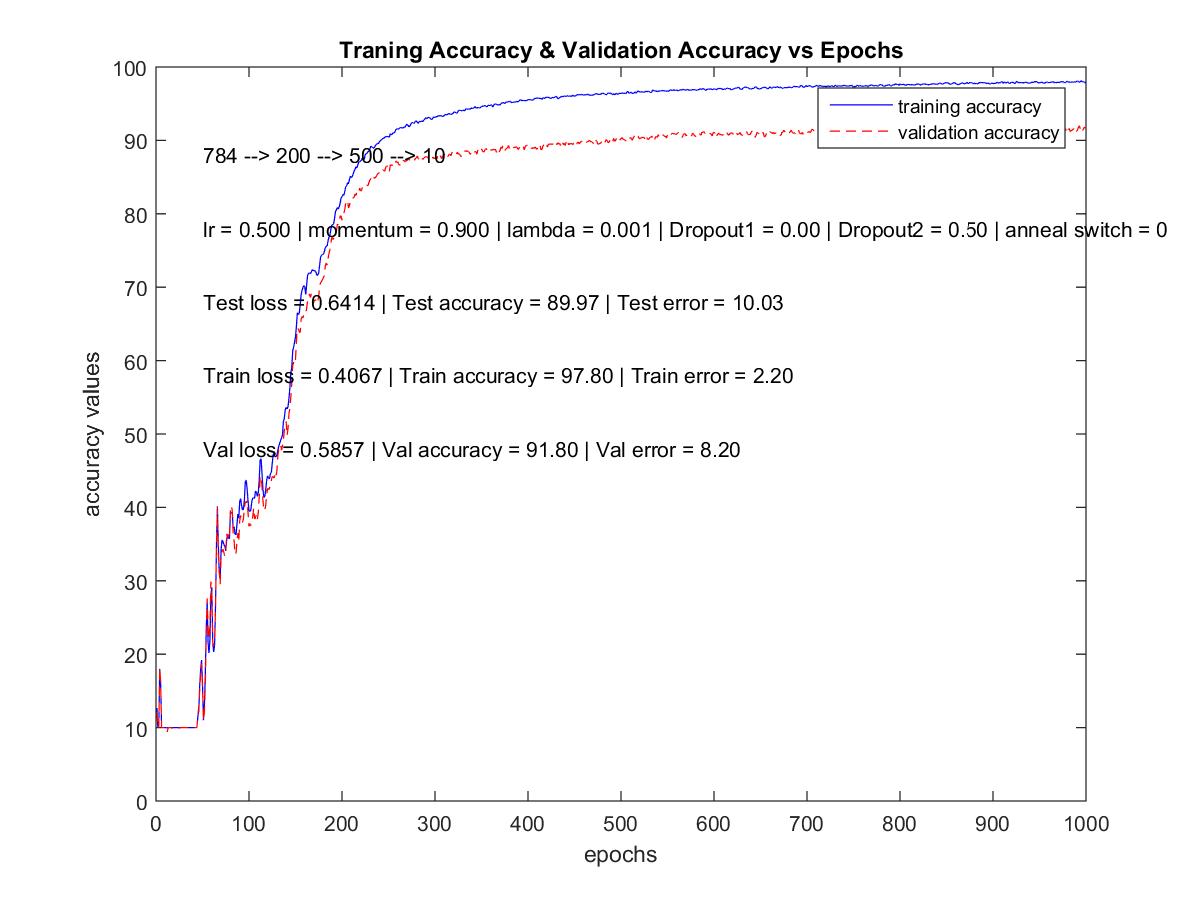 Traning Accuracy & Validation Accuracy vs Epochs
100
90
80
70
60
50
40
30
20
10
0
accuracy values
training accuracy
validation accuracy
784 --> 200 --> 500 --> 10
lr = 0.500 | momentum = 0.900 | lambda = 0.001 | Dropout1 = 0.00 | Dropout2 = 0.50 | anneal switch = 0
Test loss = 0.6414 | Test accuracy = 89.97 | Test error = 10.03
Train loss = 0.4067 | Train accuracy = 97.80 | Train error = 2.20
Val loss = 0.5857 | Val accuracy = 91.80 | Val error = 8.20
0 100 200 300 400 500 600 700 800 900 1000
epochs